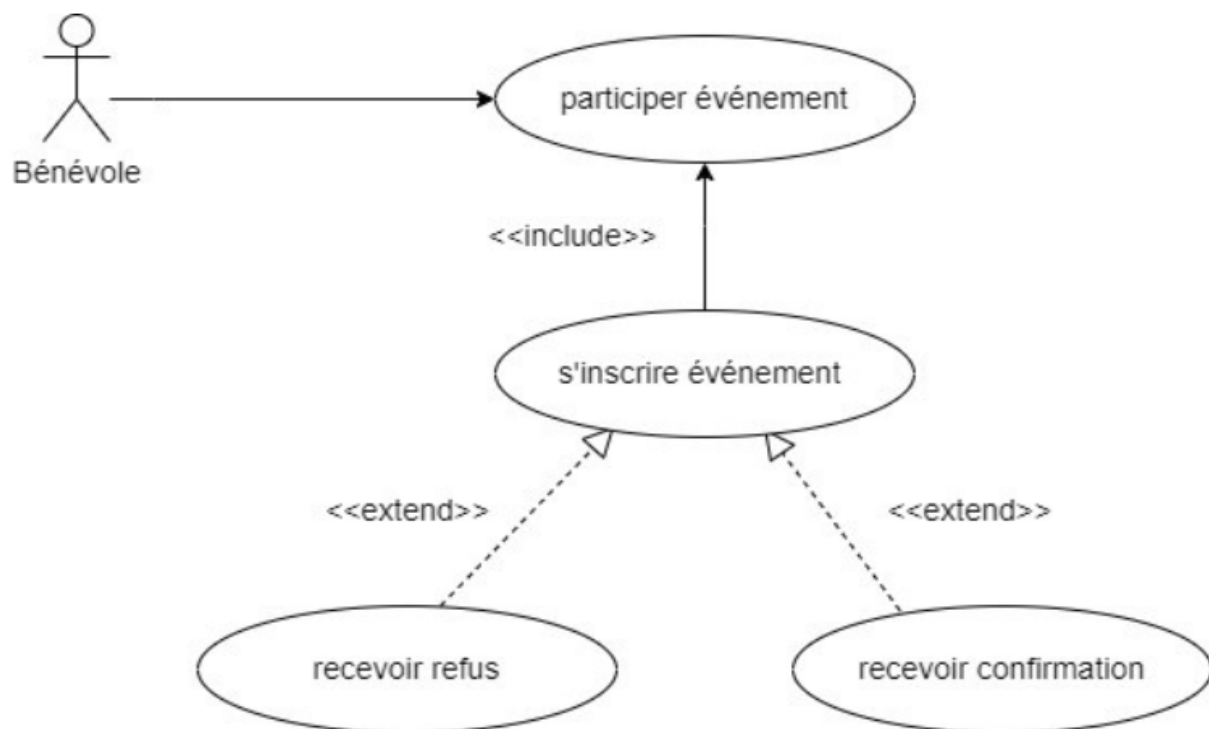 participer événement
Bénévole
<<include>>
s'inscrire événement
<<extend>>
<<extend>>
recevoir refus
recevoir confirmation